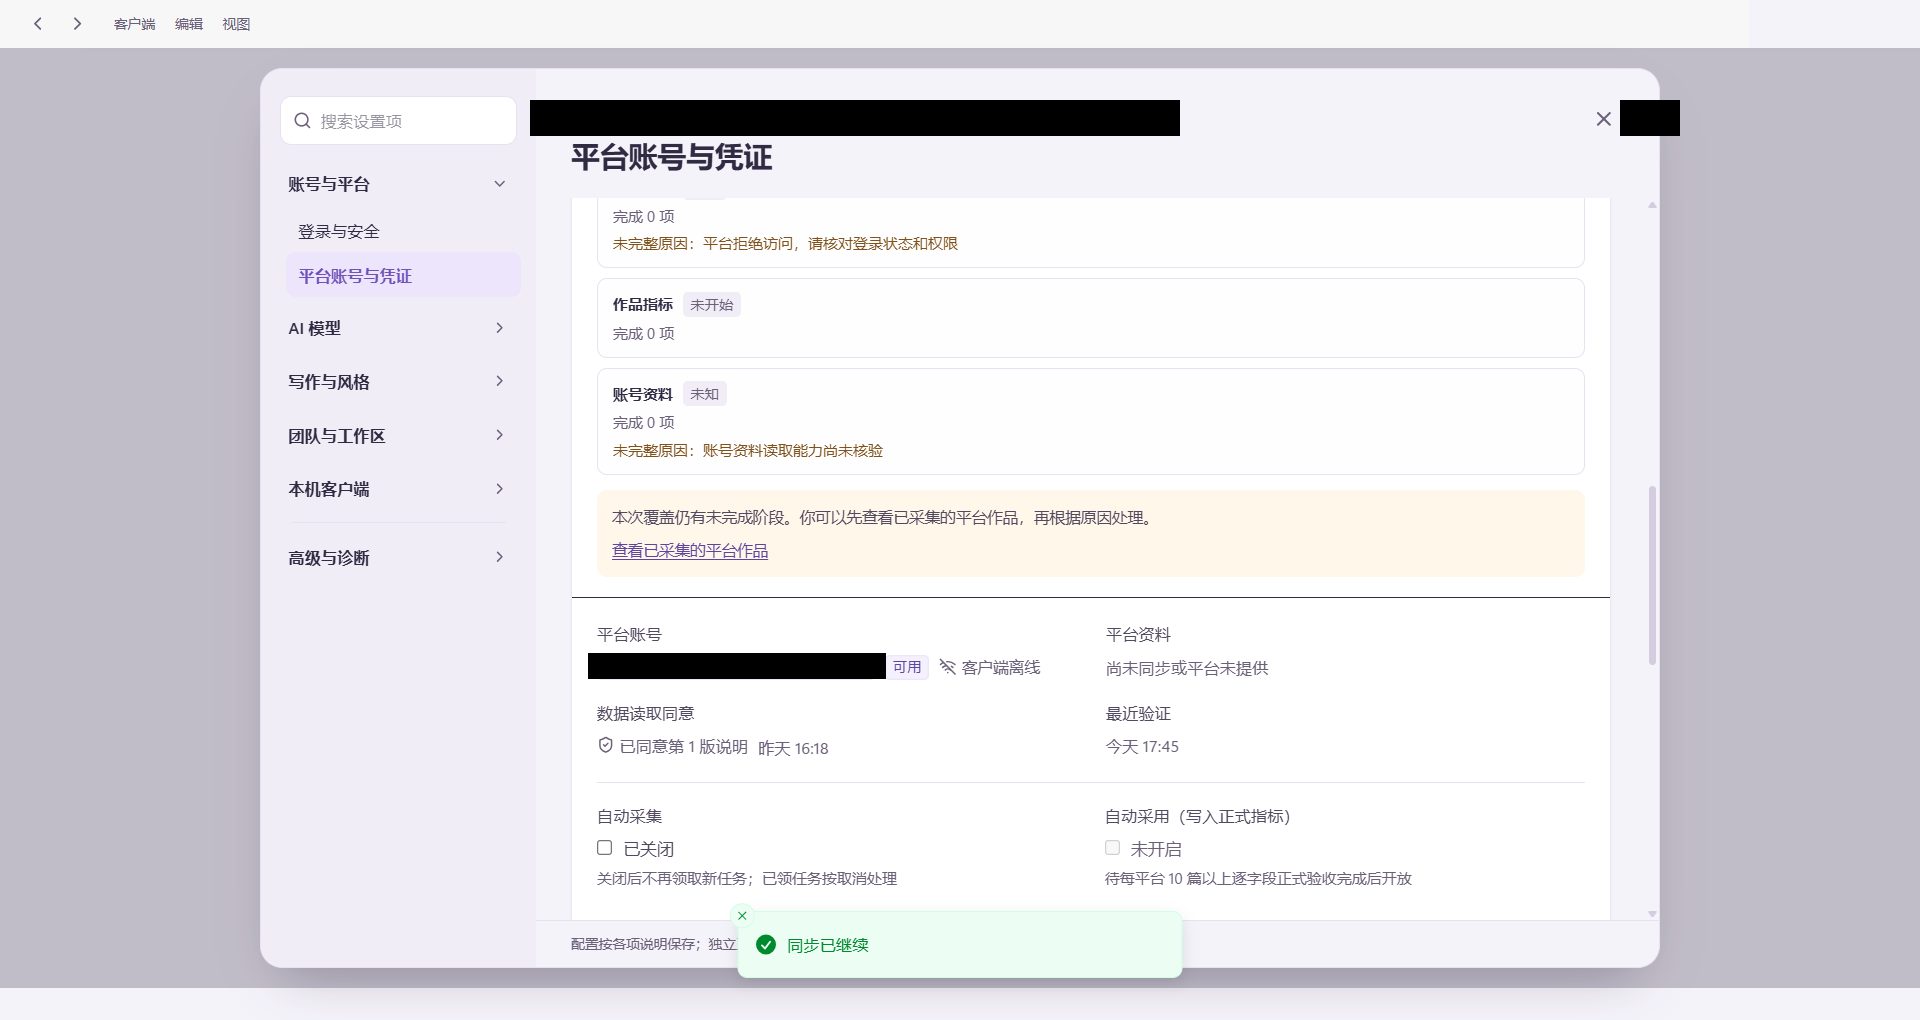 客户端 编辑 视图
搜索设置项
账号与平台
登录与安全
平台账号与凭证
AI 模型
写作与风格
团队与工作区
本机客户端
高级与诊断
平台账号与凭证
完成 0 项
未完整原因：平台拒绝访问，请核对登录状态和权限
作品指标 未开始
完成 0 项
账号资料 未知
完成 0 项
未完整原因：账号资料读取能力尚未核验
本次覆盖仍有未完成阶段。你可以先查看已采集的平台作品，再根据原因处理。
查看已采集的平台作品
平台账号
可用 客户端离线
平台资料
尚未同步或平台未提供
数据读取同意
已同意第 1 版说明 昨天 16:18
最近验证
今天 17:45
自动采集
已关闭
关闭后不再领取新任务；已领任务按取消处理
自动采用（写入正式指标）
未开启
待每平台 10 篇以上逐字段正式验收完成后开放
配置按各项说明保存；独立
同步已继续